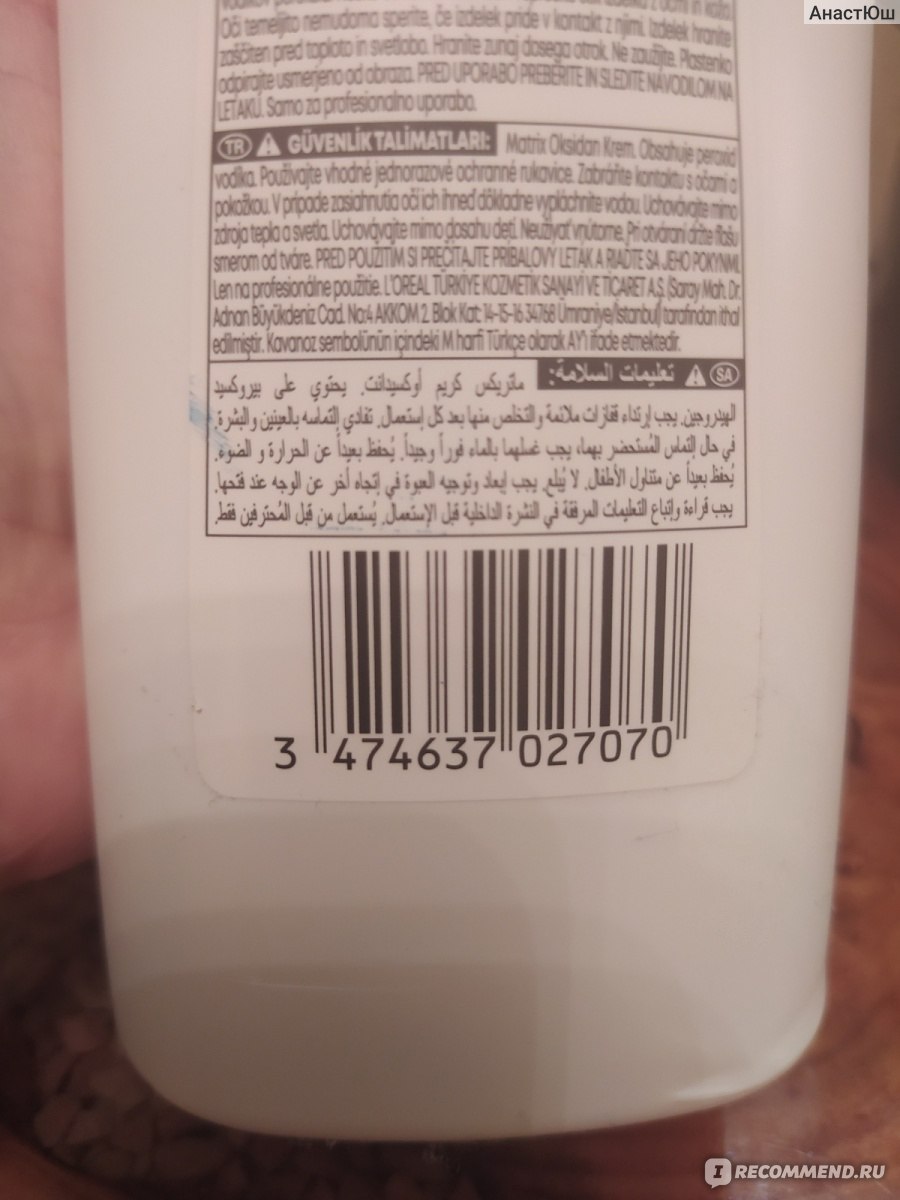 АнастЮш
Oči temeljito nemudoma sperite, če izdelek pride v kontakt z njimi. Izdelek hranite
zaščiten pred toploto in svetlobo. Hranite zunaj dosega otrok. Ne zaužijte. Plastenko
odpirajte usmerjeno od obraza. PRED UPORABO PREBERITE IN SLEDITE NAVODILOM NA
LETAKU. Samo za profesionalno uporabo.
TR GÜVENLİK TALİMATLARI: Matrix Oksidan Krem. Obsahuje peroxid
vodíka. Používajte vhodné jednorazové ochranné rukavice. Zabráňte kontaktu s očami a
pokožkou. V prípade zasiahnutia očí ich ihneď dôkladne vypláchnite vodou. Uchovávajte mimo
zdroja tepla a svetla. Uchovávajte mimo dosahu detí. Neužívať vnútorne. Pri otváraní držte fľašu
smerom od tváre. PRED POUŽITÍM SI PREČÍTAJTE PRÍBALOVÝ LETÁK A RIAĎTE SA JEHO POKYNMI.
Len na profesionálne použitie. L'ORÉAL TÜRKİYE KOZMETİK SANAYİ VE TİCARET A.Ş. (Saray Mah. Dr.
Adnan Büyükdeniz Cad. No:4 AKKOM 2. Blok Kat: 14-15-16 34768 Ümraniye/İstanbul) tarafından ithal
edilmiştir. Kavanoz sembolünün içindeki M harfi Türkçe olarak AY'ı ifade etmektedir.
SA تعليمات السلامة: ماتريكس كريم أوكسيدانت. يحتوي على بيروكسيد
الهيدروجين. يجب إرتداء قفازات ملائمة والتخلص منها بعد كل إستعمال. تفادي التماسه بالعينين والبشرة.
في حال إلتماس المُستحضر بهما، يجب غسلهما بالماء فوراً وجيداً. يُحفظ بعيداً عن الحرارة و الضوء.
يُحفظ بعيداً عن متناول الأطفال. لا يُبلع. يجب إبعاد وتوجيه العبوة في إتجاه أخر عن الوجه عند فتحها.
يجب قراءة وإتباع التعليمات المرفقة في النشرة الداخلية قبل الإستعمال. يُستعمل من قبل المُحترفين فقط.
3 474637 027070
IRECOMMEND.RU